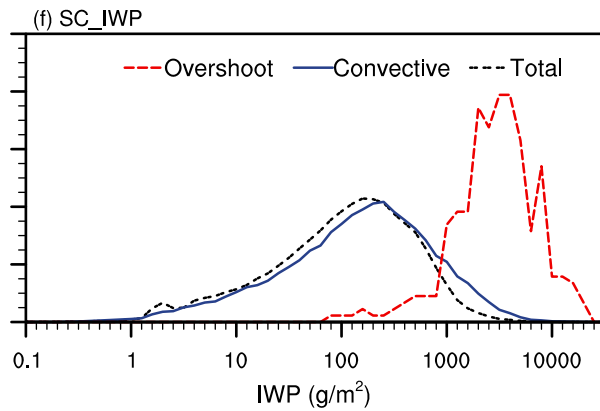 (f) SC_IWP
Overshoot Convective Total
0.1 1 10 100 1000 10000
IWP (g/m²)